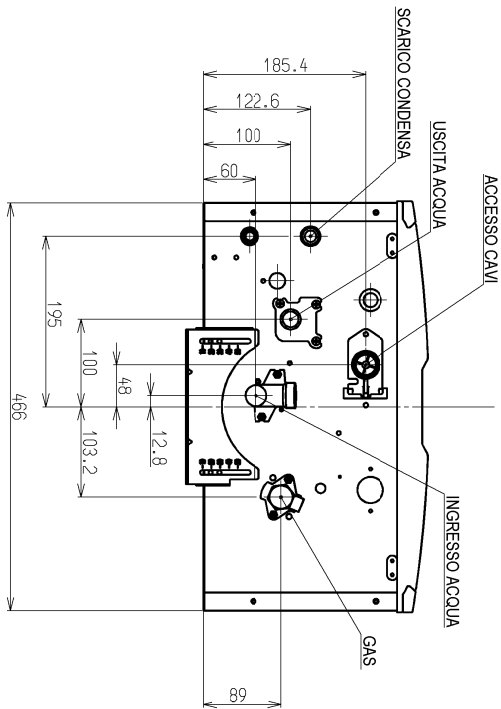 SCARICO CONDENSA
USCITA ACQUA
ACCESSO CAVI
185.4
122.6
100
60
466
195
100
48
12.8
103.2
INGRESSO ACQUA
GAS
89